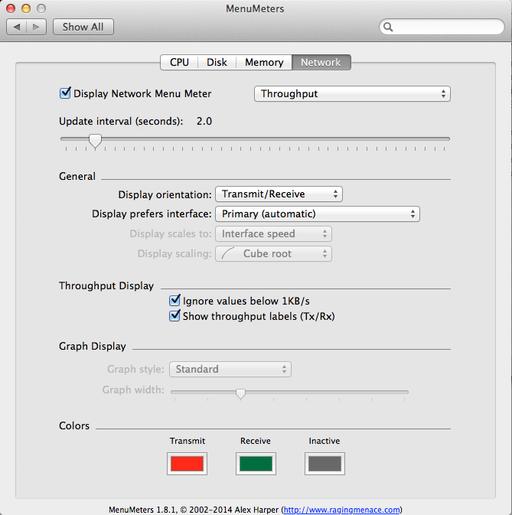 MenuMeters
Show All
CPU Disk Memory Network
Display Network Menu Meter Throughput
Update interval (seconds): 2.0
General
Display orientation: Transmit/Receive
Display prefers interface: Primary (automatic)
Display scales to: Interface speed
Display scaling: Cube root
Throughput Display
Ignore values below 1KB/s
Show throughput labels (Tx/Rx)
Graph Display
Graph style: Standard
Graph width:
Colors
Transmit Receive Inactive
MenuMeters 1.8.1, © 2002-2014 Alex Harper (http://www.ragingmenace.com)